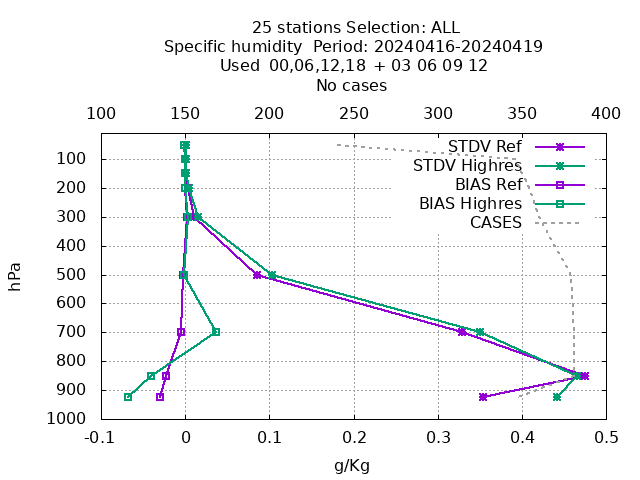 25 stations Selection: ALL
Specific humidity  Period: 20240416-20240419
Used  00,06,12,18  + 03 06 09 12
No cases
100 150 200 250 300 350 400
STDV Ref
STDV Highres
BIAS Ref
BIAS Highres
CASES
100
200
300
400
500
600
700
800
900
1000
hPa
-0.1 0 0.1 0.2 0.3 0.4 0.5
g/Kg